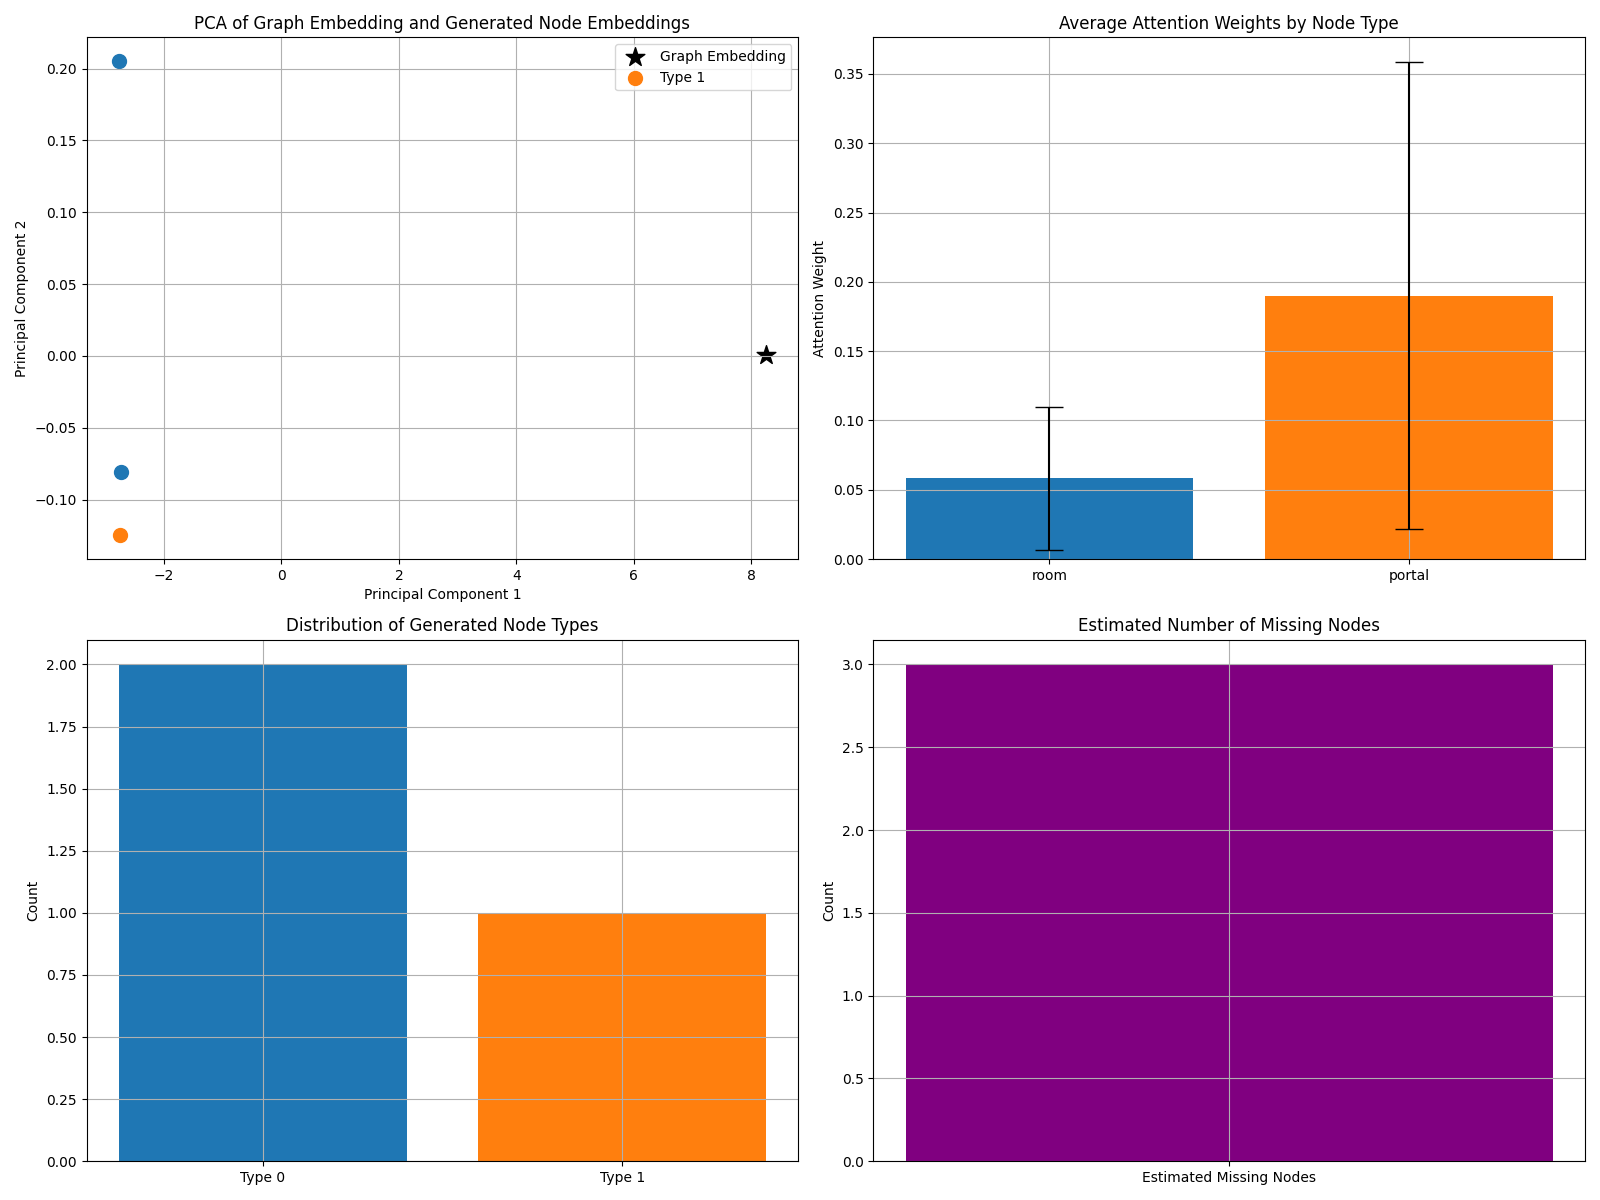 PCA of Graph Embedding and Generated Node Embeddings
Principal Component 2
0.20
0.15
0.10
0.05
0.00
−0.05
−0.10
Graph Embedding
Type 1
−2
0
2
4
6
8
Principal Component 1
Average Attention Weights by Node Type
Attention Weight
0.35
0.30
0.25
0.20
0.15
0.10
0.05
0.00
room
portal
Distribution of Generated Node Types
Count
2.00
1.75
1.50
1.25
1.00
0.75
0.50
0.25
0.00
Type 0
Type 1
Estimated Number of Missing Nodes
Count
3.0
2.5
2.0
1.5
1.0
0.5
0.0
Estimated Missing Nodes